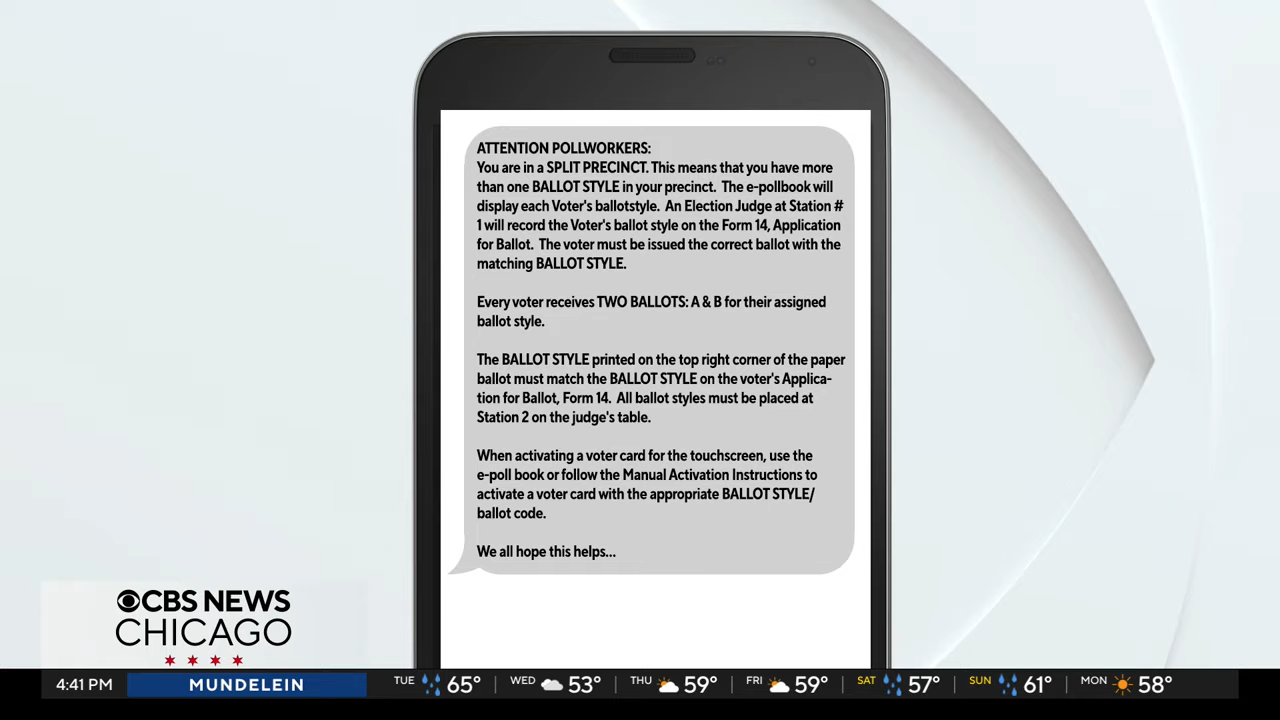 ATTENTION POLLWORKERS:
You are in a SPLIT PRECINCT. This means that you have more
than one BALLOT STYLE in your precinct. The e-pollbook will
display each Voter's ballotstyle. An Election Judge at Station #
1 will record the Voter's ballot style on the Form 14, Application
for Ballot. The voter must be issued the correct ballot with the
matching BALLOT STYLE.
Every voter receives TWO BALLOTS: A & B for their assigned
ballot style.
The BALLOT STYLE printed on the top right corner of the paper
ballot must match the BALLOT STYLE on the voter's Applica-
tion for Ballot, Form 14. All ballot styles must be placed at
Station 2 on the judge's table.
When activating a voter card for the touchscreen, use the
e-poll book or follow the Manual Activation Instructions to
activate a voter card with the appropriate BALLOT STYLE/
ballot code.
We all hope this helps...
CBS NEWS
CHICAGO
4:41 PM MUNDELEIN TUE 65° WED 53° THU 59° FRI 59° SAT 57° SUN 61° MON 58°